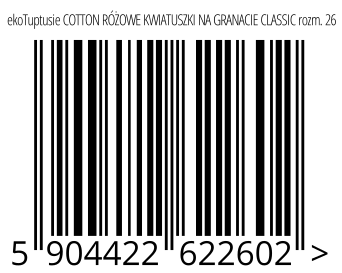 ekoTuptusie COTTON RÓŻOWE KWIATUSZKI NA GRANACIE CLASSIC rozm. 26
5 904422 622602 >